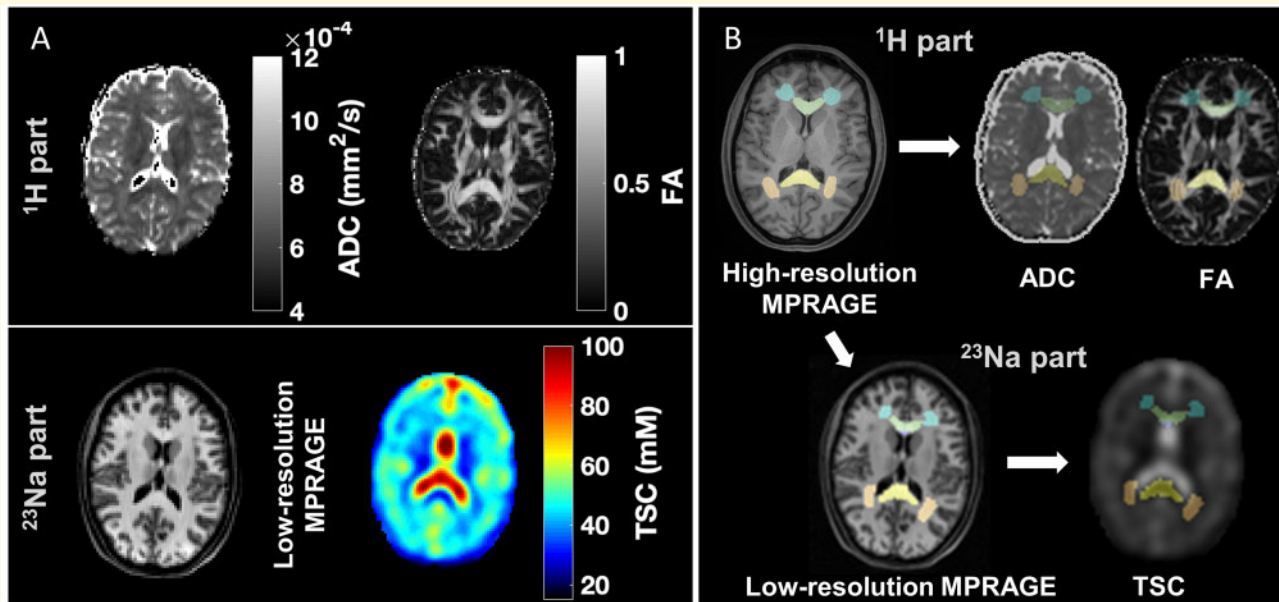 A
×10⁻⁴
12
10
8
6
4
ADC (mm²/s)
¹H part
1
0.5
0
FA
²³Na part
Low-resolution
MPRAGE
100
80
60
40
20
TSC (mM)
B
¹H part
High-resolution
MPRAGE
ADC
FA
²³Na part
Low-resolution MPRAGE
TSC